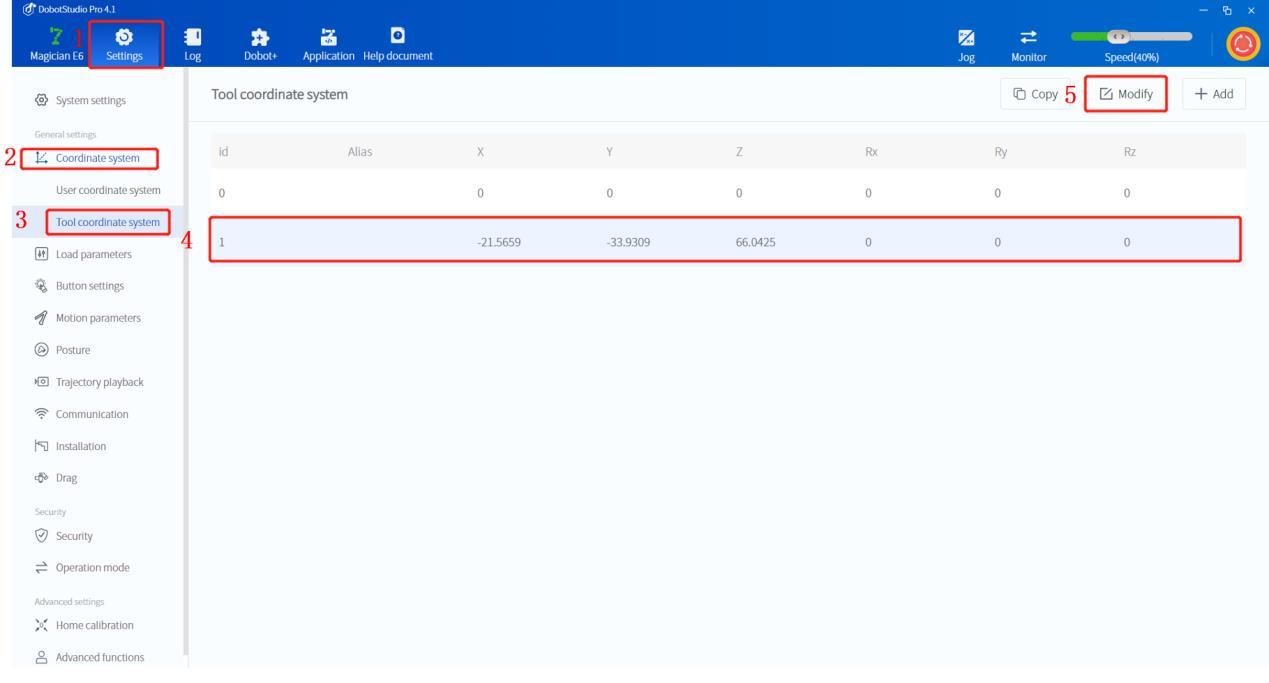 DobotStudio Pro 4.1
Magician E6
1
Settings
Log
Dobot+
Application
Help document
Jog
Monitor
Speed(40%)
System settings
General settings
2
Coordinate system
User coordinate system
3
Tool coordinate system
Load parameters
Button settings
Motion parameters
Posture
Trajectory playback
Communication
Installation
Drag
Security
Security
Operation mode
Advanced settings
Home calibration
Advanced functions
Tool coordinate system
Copy
5
Modify
Add
id Alias X Y Z Rx Ry Rz
0 0 0 0 0 0 0
4
1 -21.5659 -33.9309 66.0425 0 0 0